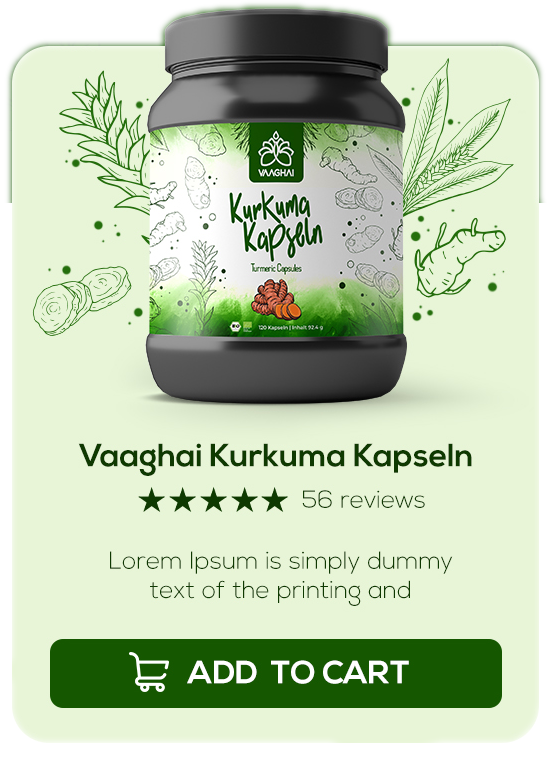 VAAGHAI
Kurkuma
Kapseln
Turmeric Capsules
BIO
120 Kapseln | Inhalt 92.4 g
Vaaghai Kurkuma Kapseln
★★★★★ 56 reviews
Lorem Ipsum is simply dummy
text of the printing and
ADD TO CART